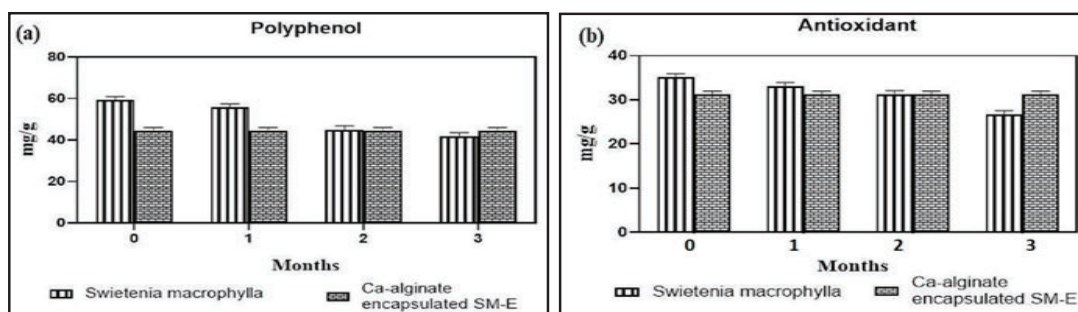 (a)
Polyphenol
80
60
40
20
0
mg/g
0 1 2 3
Months
Swietenia macrophylla
Ca-alginate
encapsulated SM-E
(b)
Antioxidant
40
30
20
10
0
mg/g
0 1 2 3
Months
Swietenia macrophylla
Ca-alginate
encapsulated SM-E